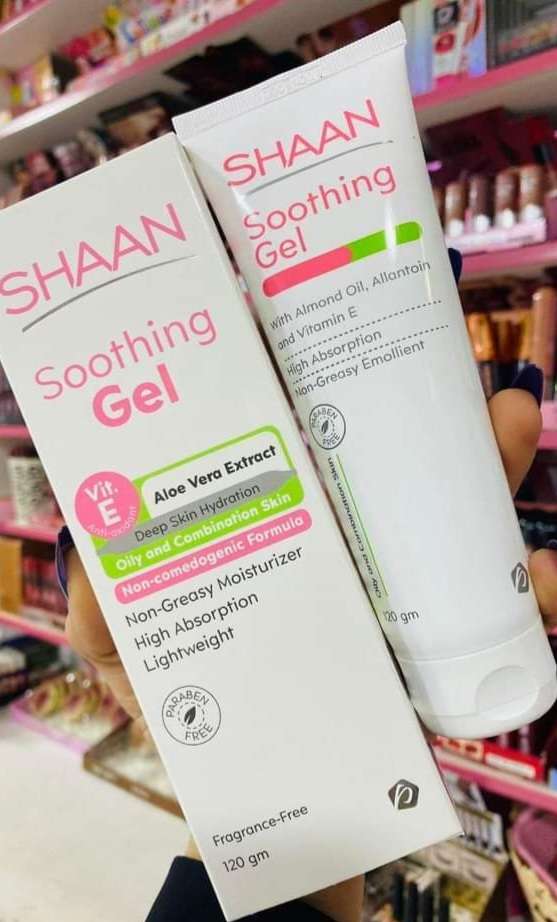 SHAAN
Soothing
Gel
Vit.
E
Anti-oxidant
Aloe Vera Extract
Deep Skin Hydration
Oily and Combination Skin
Non-comedogenic Formula
Non-Greasy Moisturizer
High Absorption
Lightweight
PARABEN
FREE
Fragrance-Free
120 gm
SHAAN
Soothing
Gel
With Almond Oil, Allantoin
and Vitamin E
High Absorption
Non-Greasy Emollient
PARABEN
FREE
Oily and Combination Skin
120 gm